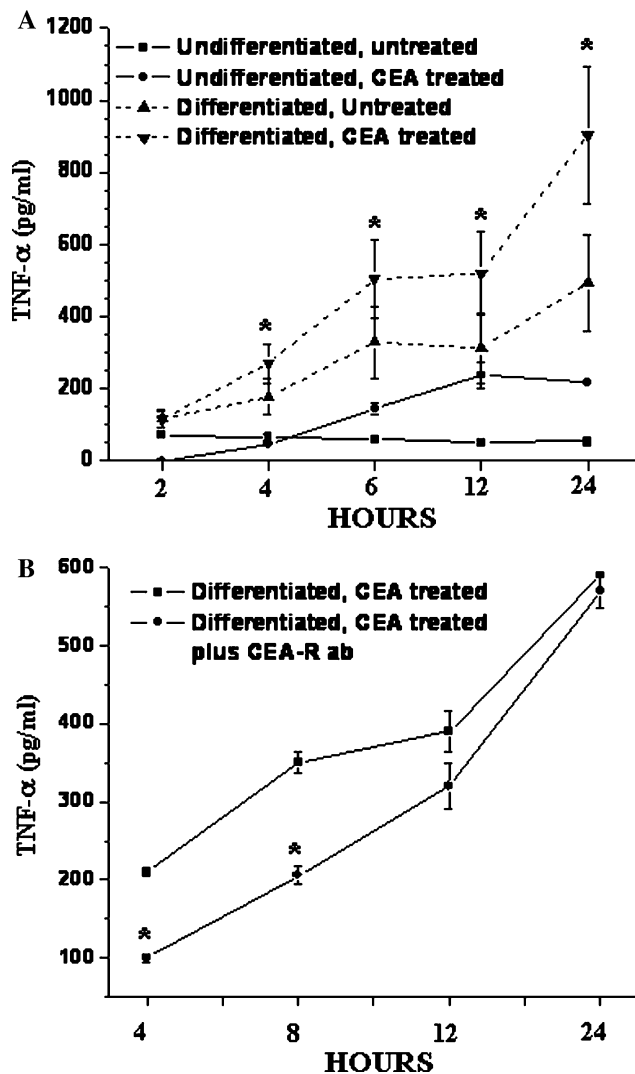 A
1200
1000
800
600
400
200
0
TNF-α (pg/ml)
Undifferentiated, untreated
Undifferentiated, CEA treated
Differentiated, Untreated
Differentiated, CEA treated
*
*
*
*
2 4 6 12 24
HOURS
B
600
500
400
300
200
100
TNF-α (pg/ml)
Differentiated, CEA treated
Differentiated, CEA treated
plus CEA-R ab
*
*
4 8 12 24
HOURS